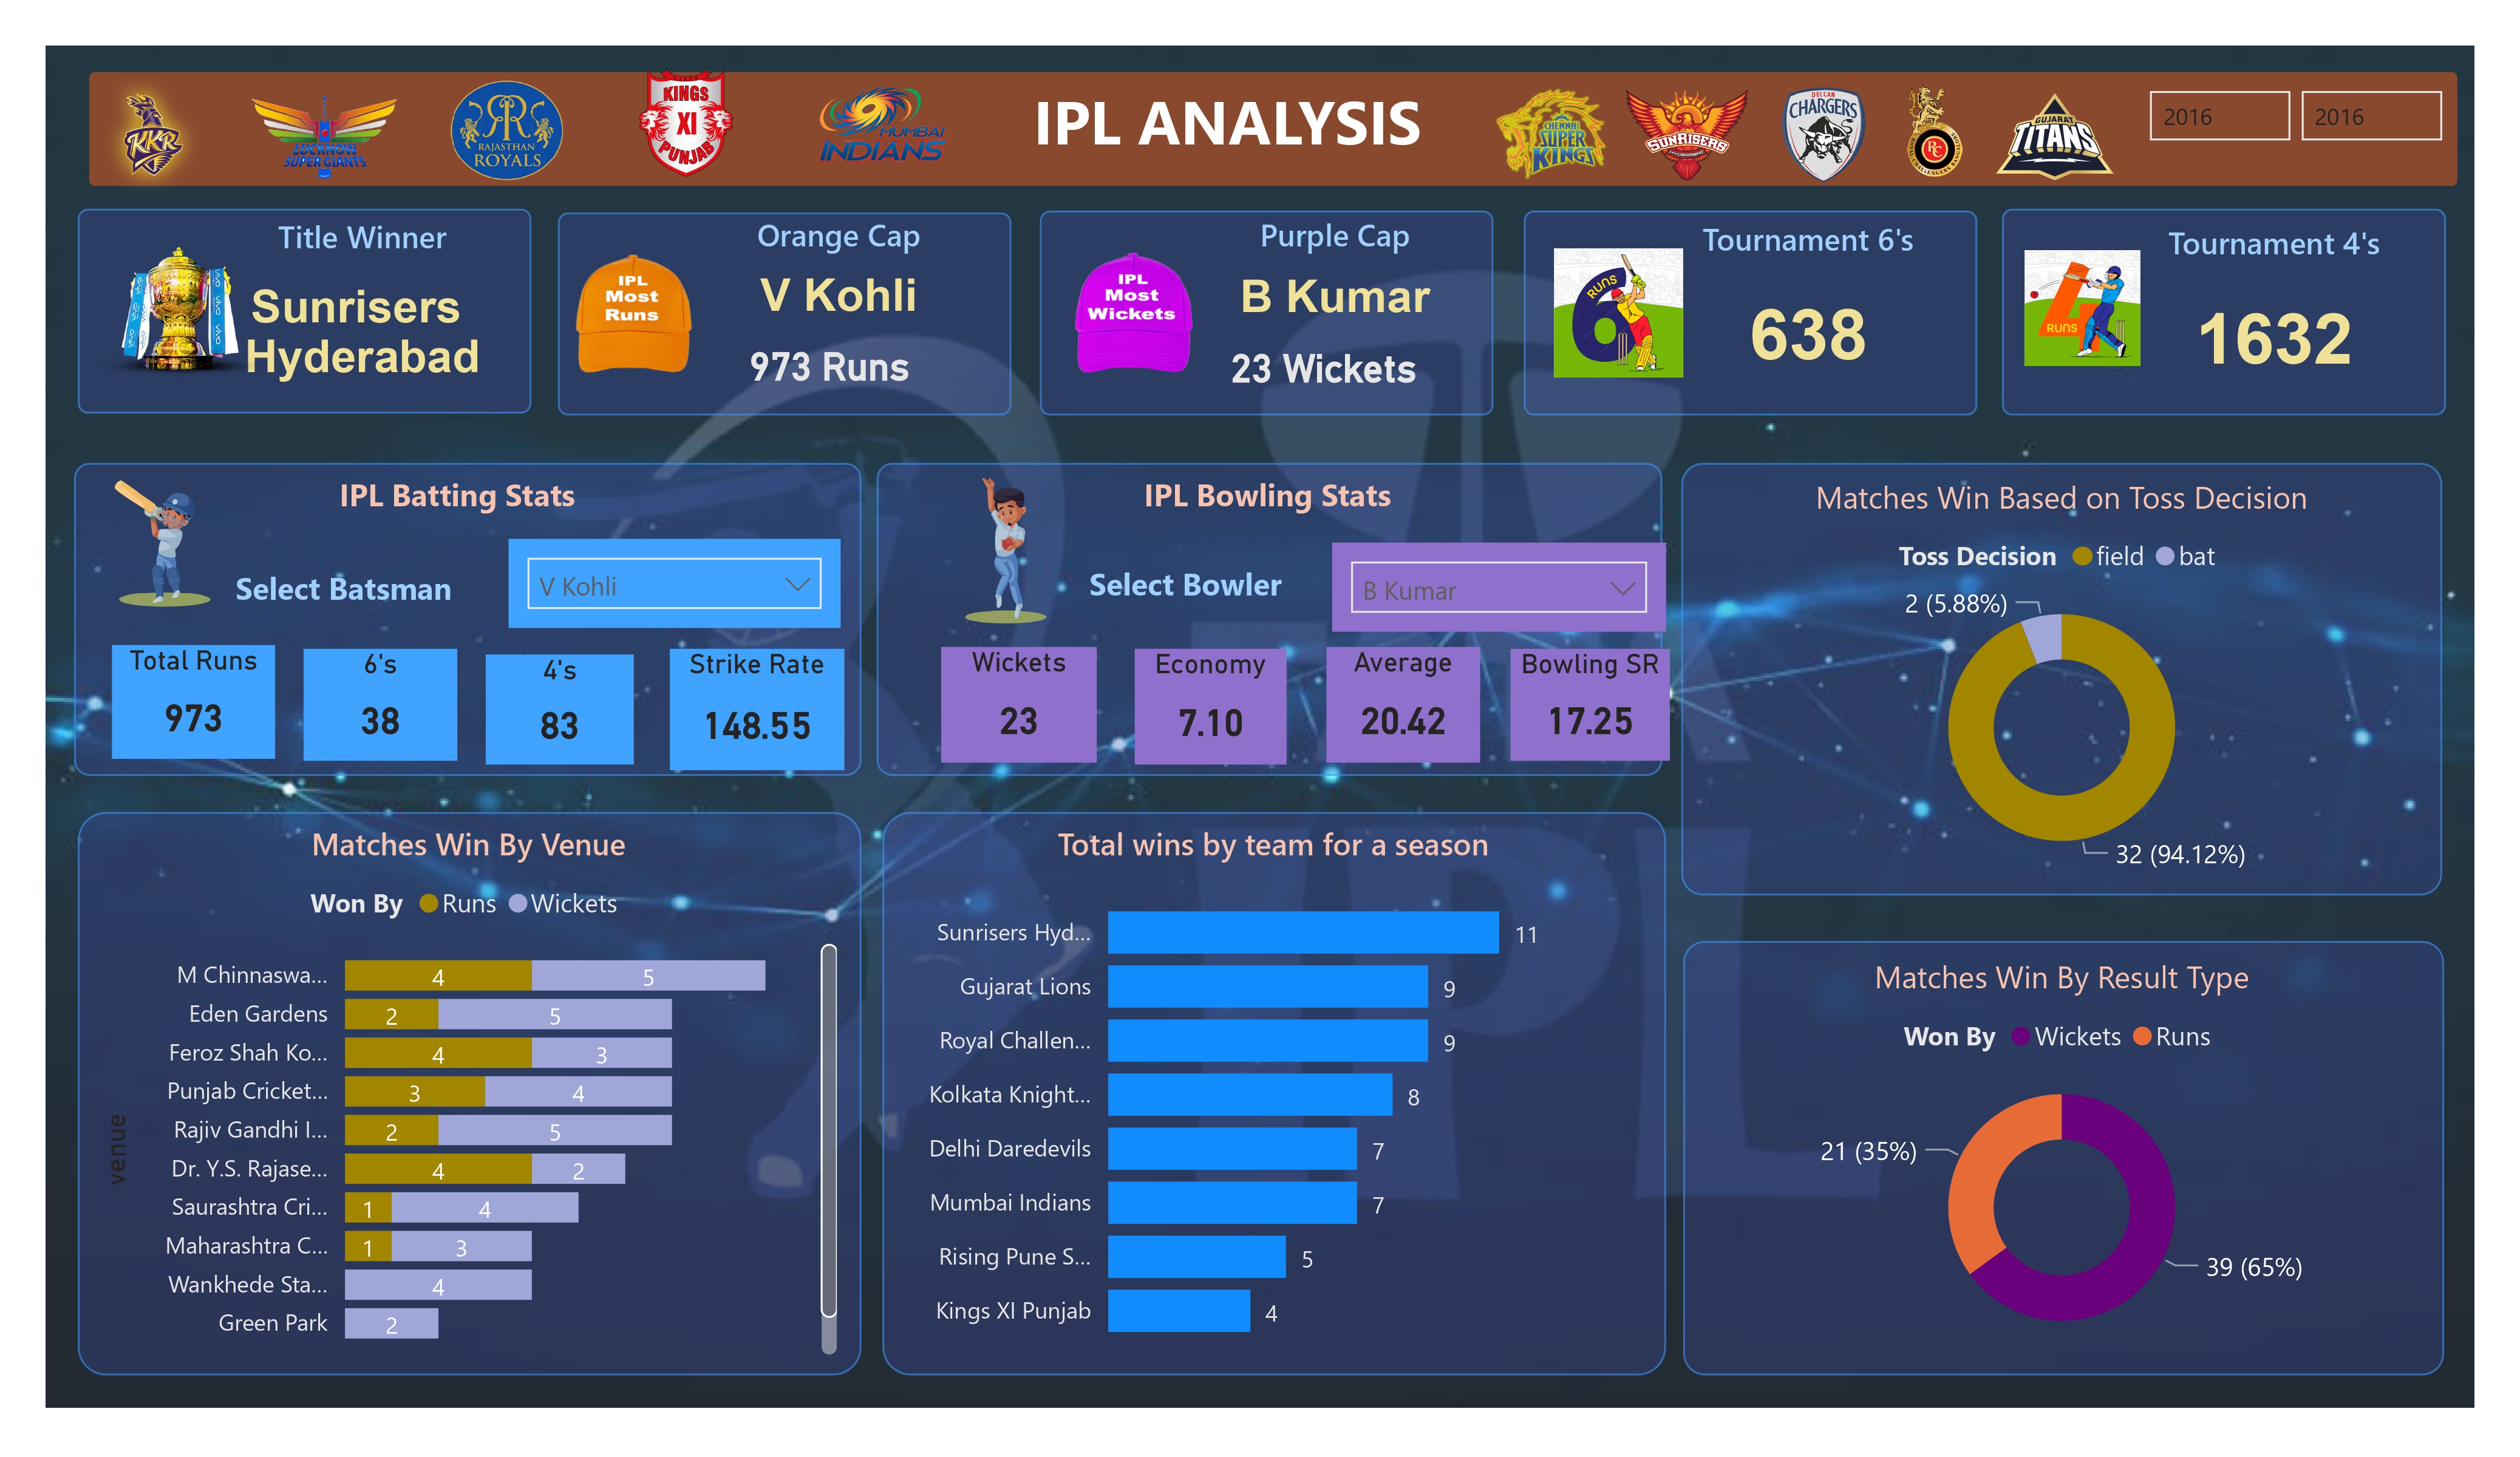 KKR
LUCKNOW
SUPER GIANTS
RAJASTHAN
ROYALS
KINGS
XI
PUNJAB
MUMBAI
INDIANS
IPL ANALYSIS
CHENNAI
SUPER
KINGS
SUNRISERS
DECCAN
CHARGERS
RC
GUJARAT
TITANS
2016
2016
Title Winner
Sunrisers
Hyderabad
Orange Cap
IPL
Most
Runs
V Kohli
973 Runs
Purple Cap
IPL
Most
Wickets
B Kumar
23 Wickets
Tournament 6's
6
RUNS
638
Tournament 4's
4
RUNS
1632
IPL Batting Stats
Select Batsman
V Kohli
Total Runs
973
6's
38
4's
83
Strike Rate
148.55
IPL Bowling Stats
Select Bowler
B Kumar
Wickets
23
Economy
7.10
Average
20.42
Bowling SR
17.25
Matches Win Based on Toss Decision
Toss Decision field bat
2 (5.88%)
32 (94.12%)
Matches Win By Venue
Won By Runs Wickets
venue
M Chinnaswa... 4 5
Eden Gardens 2 5
Feroz Shah Ko... 4 3
Punjab Cricket... 3 4
Rajiv Gandhi I... 2 5
Dr. Y.S. Rajase... 4 2
Saurashtra Cri... 1 4
Maharashtra C... 1 3
Wankhede Sta... 4
Green Park 2
Total wins by team for a season
Sunrisers Hyd... 11
Gujarat Lions 9
Royal Challen... 9
Kolkata Knight... 8
Delhi Daredevils 7
Mumbai Indians 7
Rising Pune S... 5
Kings XI Punjab 4
IPL
Matches Win By Result Type
Won By Wickets Runs
21 (35%)
39 (65%)